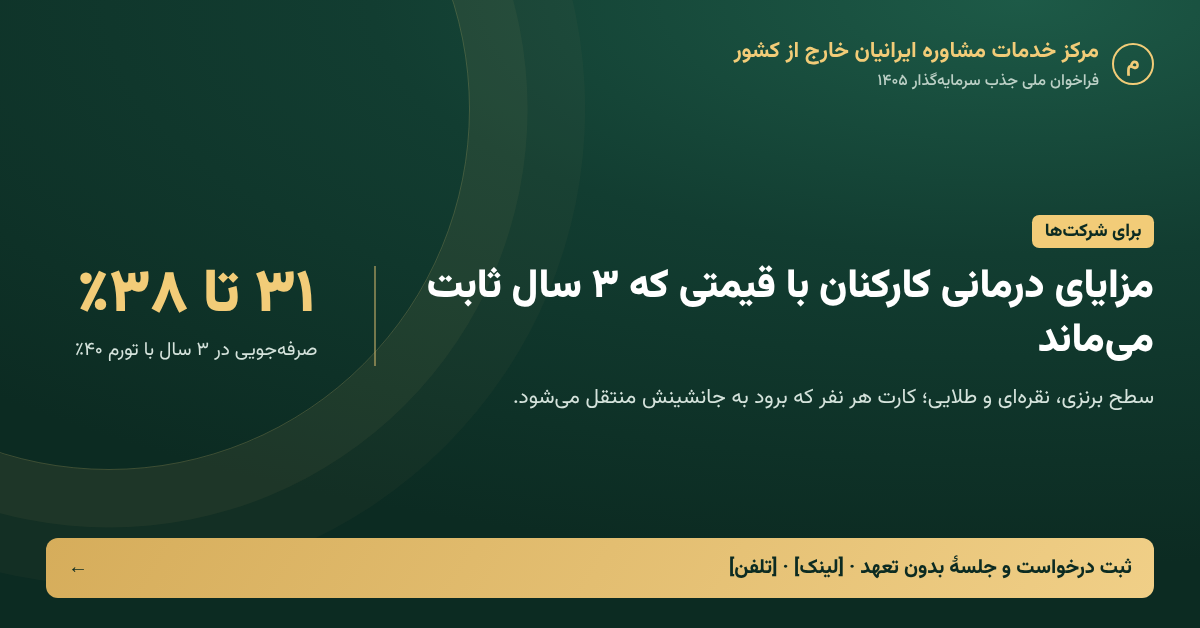 م
مرکز خدمات مشاوره ایرانیان خارج از کشور
فراخوان ملی جذب سرمایه‌گذار ۱۴۰۵
برای شرکت‌ها
مزایای درمانی کارکنان با قیمتی که ۳ سال ثابت
می‌ماند
سطح برنزی، نقره‌ای و طلایی؛ کارت هر نفر که برود به جانشینش منتقل می‌شود.
۳۱ تا ۳۸٪
صرفه‌جویی در ۳ سال با تورم ۴۰٪
ثبت درخواست و جلسهٔ بدون تعهد · [لینک] · [تلفن]
←